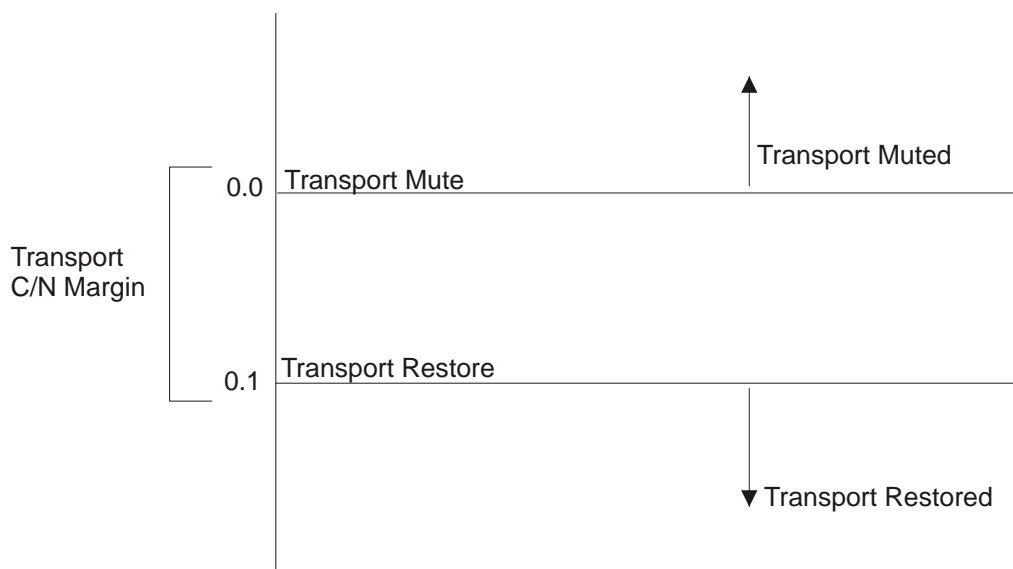 Transport Muted
0.0 Transport Mute
Transport
C/N Margin
0.1 Transport Restore
Transport Restored